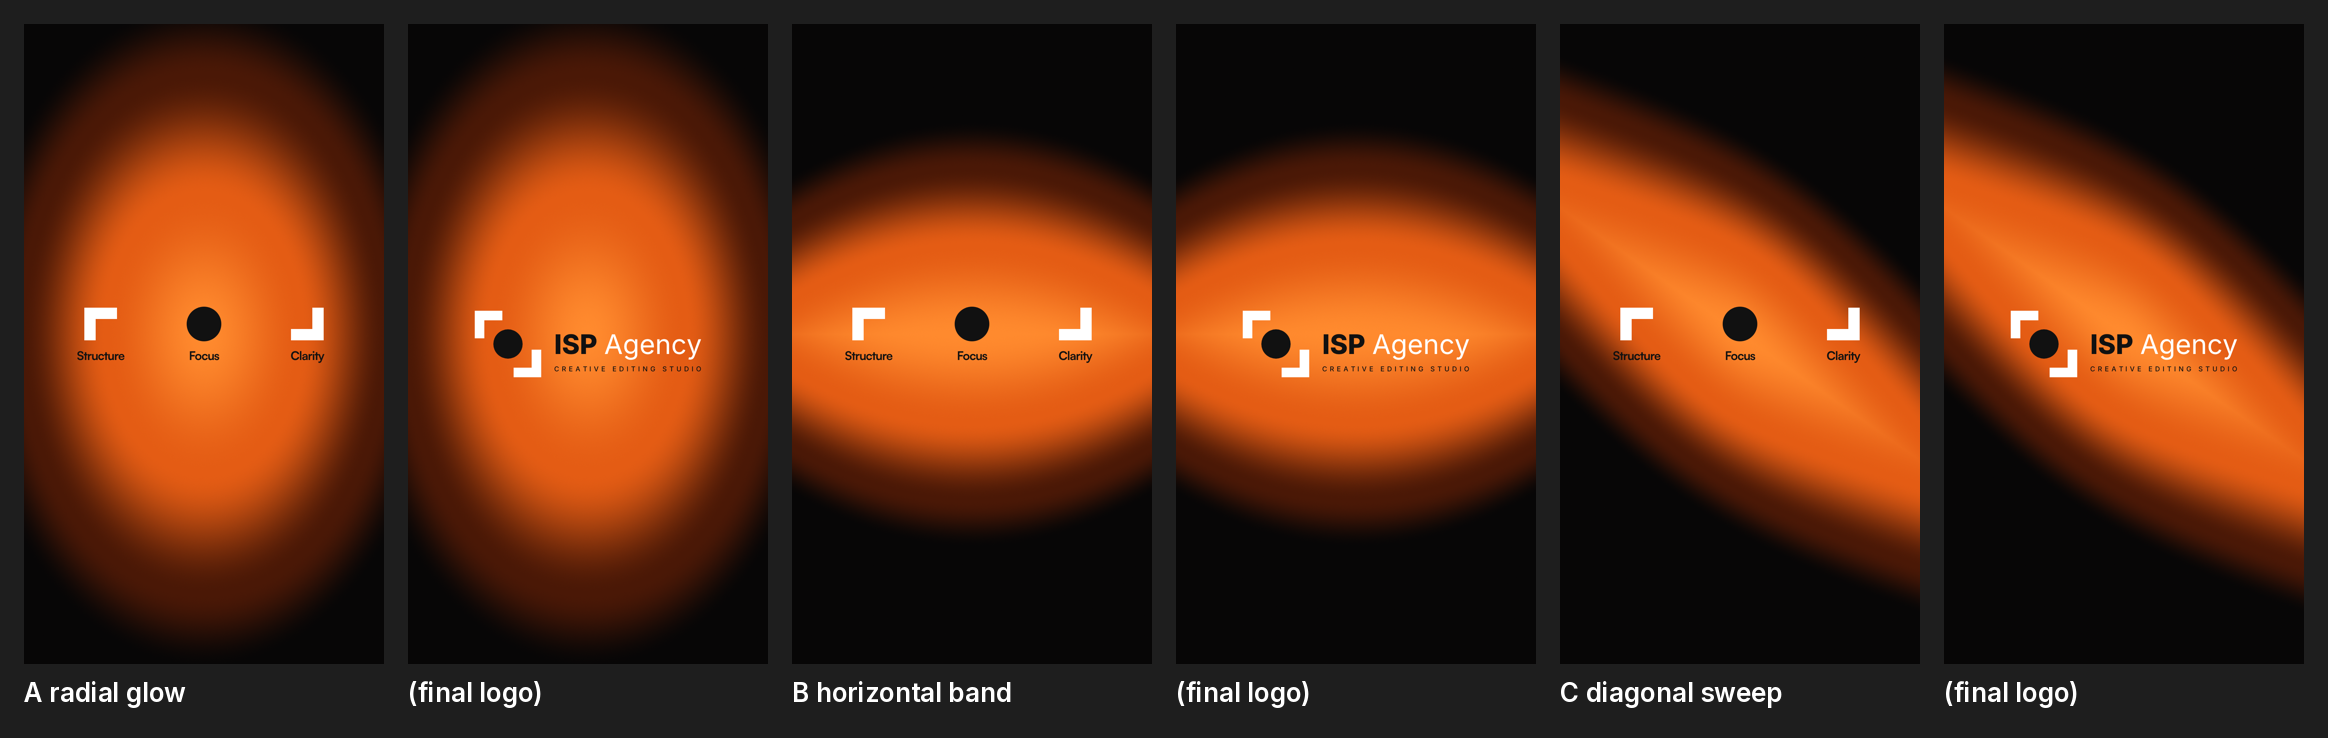 Structure Focus Clarity
ISP Agency
CREATIVE EDITING STUDIO
Structure Focus Clarity
ISP Agency
CREATIVE EDITING STUDIO
Structure Focus Clarity
ISP Agency
CREATIVE EDITING STUDIO
A radial glow
(final logo)
B horizontal band
(final logo)
C diagonal sweep
(final logo)